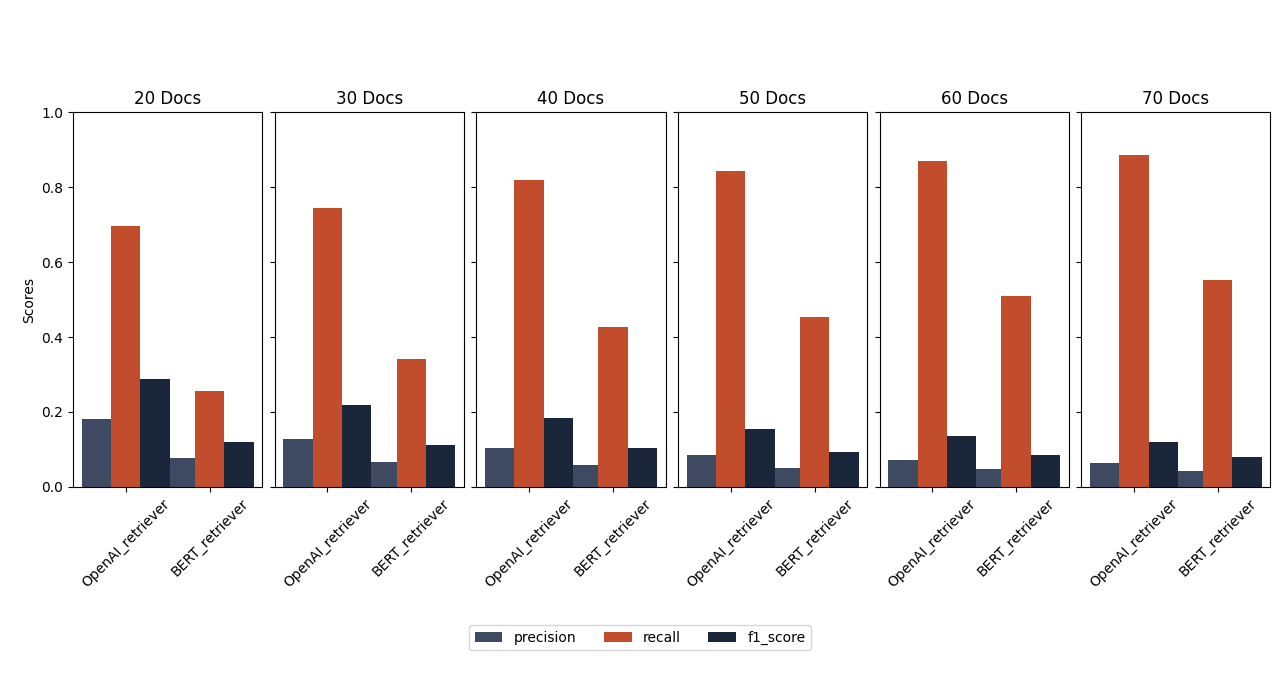 20 Docs 30 Docs 40 Docs 50 Docs 60 Docs 70 Docs
1.0
0.8
0.6
0.4
0.2
0.0
Scores
OpenAI_retriever BERT_retriever OpenAI_retriever BERT_retriever OpenAI_retriever BERT_retriever OpenAI_retriever BERT_retriever OpenAI_retriever BERT_retriever OpenAI_retriever BERT_retriever
precision recall f1_score